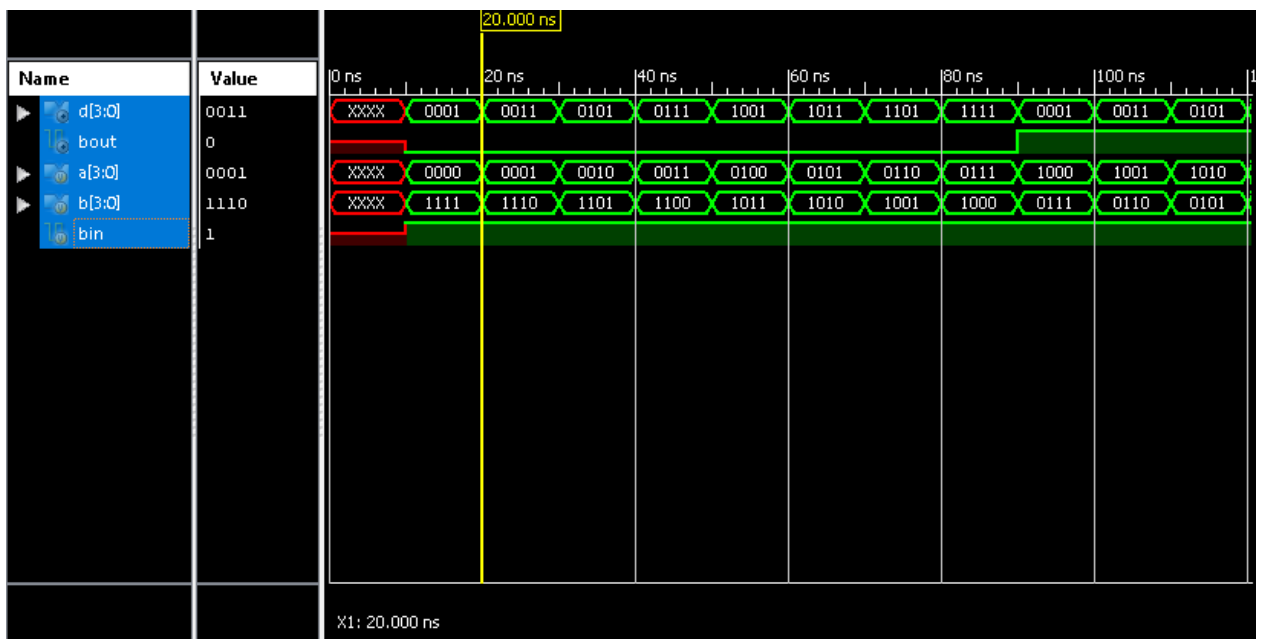 20.000 ns
Name Value 0 ns 20 ns 40 ns 60 ns 80 ns 100 ns 1
d[3:0] 0011 XXXX 0001 0011 0101 0111 1001 1011 1101 1111 0001 0011 0101
bout 0
a[3:0] 0001 XXXX 0000 0001 0010 0011 0100 0101 0110 0111 1000 1001 1010
b[3:0] 1110 XXXX 1111 1110 1101 1100 1011 1010 1001 1000 0111 0110 0101
bin 1
X1: 20.000 ns